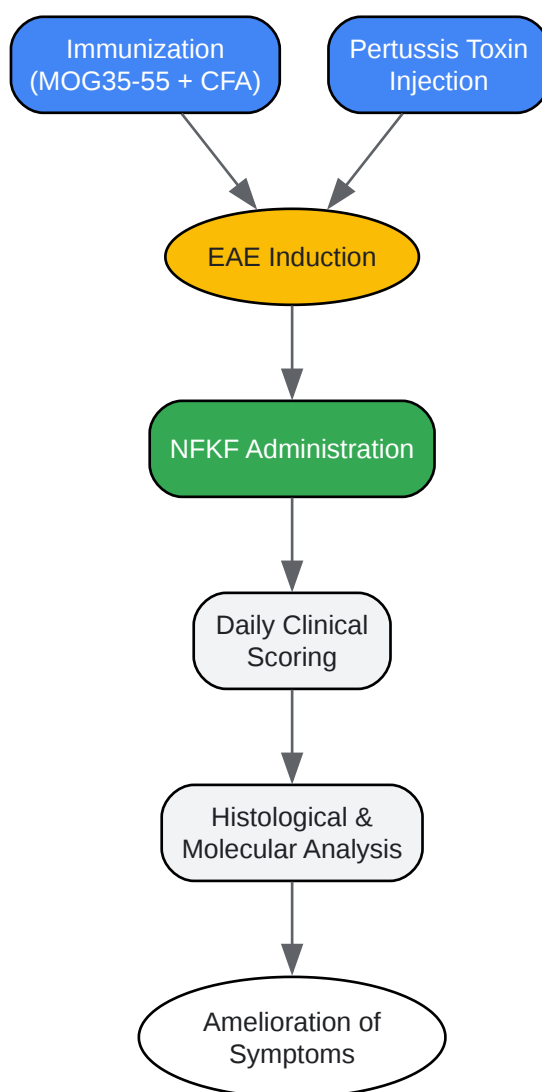 Immunization
(MOG35-55 + CFA)
Pertussis Toxin
Injection
EAE Induction
NFKF Administration
Daily Clinical
Scoring
Histological &
Molecular Analysis
Amelioration of
Symptoms